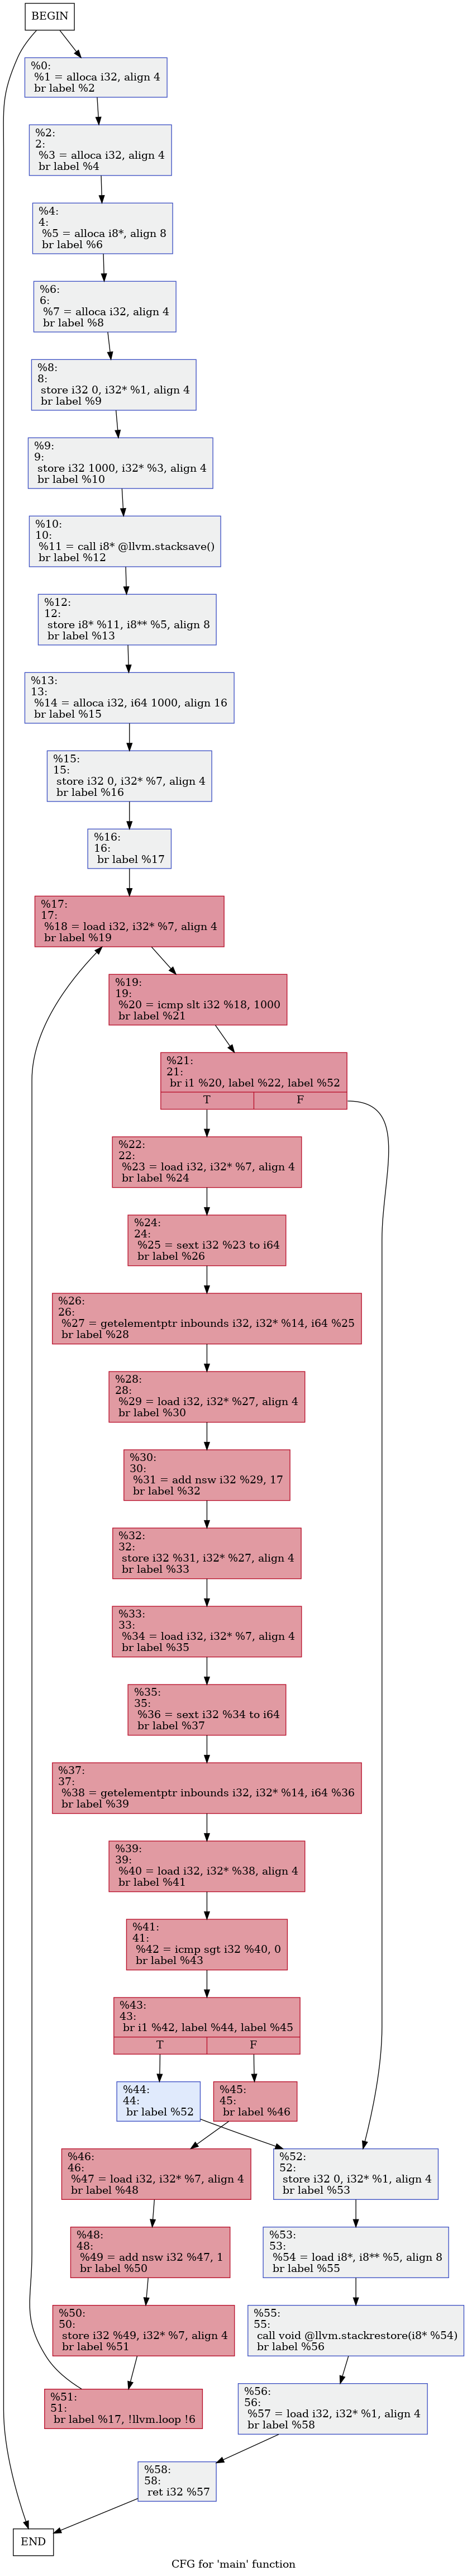 BEGIN
%0:
%1 = alloca i32, align 4
br label %2
%2:
2:
%3 = alloca i32, align 4
br label %4
%4:
4:
%5 = alloca i8*, align 8
br label %6
%6:
6:
%7 = alloca i32, align 4
br label %8
%8:
8:
store i32 0, i32* %1, align 4
br label %9
%9:
9:
store i32 1000, i32* %3, align 4
br label %10
%10:
10:
%11 = call i8* @llvm.stacksave()
br label %12
%12:
12:
store i8* %11, i8** %5, align 8
br label %13
%13:
13:
%14 = alloca i32, i64 1000, align 16
br label %15
%15:
15:
store i32 0, i32* %7, align 4
br label %16
%16:
16:
br label %17
%17:
17:
%18 = load i32, i32* %7, align 4
br label %19
%19:
19:
%20 = icmp slt i32 %18, 1000
br label %21
%21:
21:
br i1 %20, label %22, label %52
T F
%22:
22:
%23 = load i32, i32* %7, align 4
br label %24
%24:
24:
%25 = sext i32 %23 to i64
br label %26
%26:
26:
%27 = getelementptr inbounds i32, i32* %14, i64 %25
br label %28
%28:
28:
%29 = load i32, i32* %27, align 4
br label %30
%30:
30:
%31 = add nsw i32 %29, 17
br label %32
%32:
32:
store i32 %31, i32* %27, align 4
br label %33
%33:
33:
%34 = load i32, i32* %7, align 4
br label %35
%35:
35:
%36 = sext i32 %34 to i64
br label %37
%37:
37:
%38 = getelementptr inbounds i32, i32* %14, i64 %36
br label %39
%39:
39:
%40 = load i32, i32* %38, align 4
br label %41
%41:
41:
%42 = icmp sgt i32 %40, 0
br label %43
%43:
43:
br i1 %42, label %44, label %45
T F
%44:
44:
br label %52
%45:
45:
br label %46
%46:
46:
%47 = load i32, i32* %7, align 4
br label %48
%52:
52:
store i32 0, i32* %1, align 4
br label %53
%48:
48:
%49 = add nsw i32 %47, 1
br label %50
%53:
53:
%54 = load i8*, i8** %5, align 8
br label %55
%50:
50:
store i32 %49, i32* %7, align 4
br label %51
%55:
55:
call void @llvm.stackrestore(i8* %54)
br label %56
%51:
51:
br label %17, !llvm.loop !6
%56:
56:
%57 = load i32, i32* %1, align 4
br label %58
%58:
58:
ret i32 %57
END
CFG for 'main' function